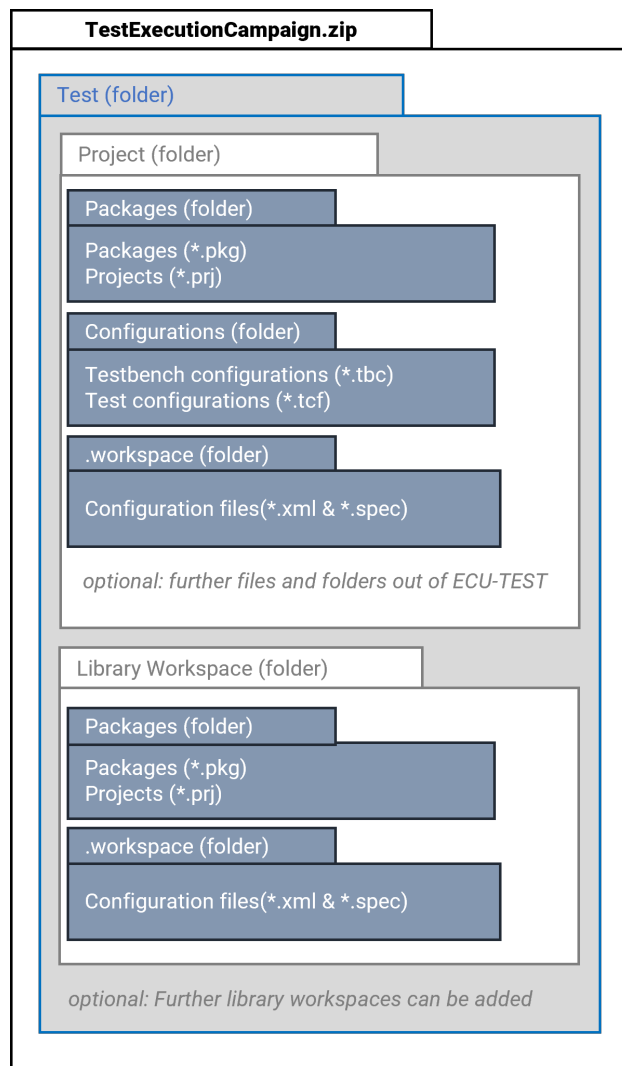 TestExecutionCampaign.zip
Test (folder)
Project (folder)
Packages (folder)
Packages (*.pkg)
Projects (*.prj)
Configurations (folder)
Testbench configurations (*.tbc)
Test configurations (*.tcf)
.workspace (folder)
Configuration files(*.xml & *.spec)
optional: further files and folders out of ECU-TEST
Library Workspace (folder)
Packages (folder)
Packages (*.pkg)
Projects (*.prj)
.workspace (folder)
Configuration files(*.xml & *.spec)
optional: Further library workspaces can be added